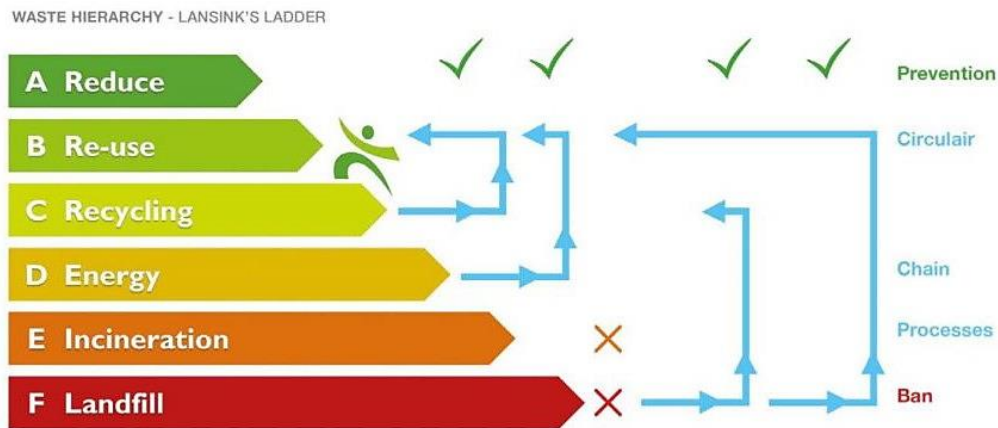 WASTE HIERARCHY - LANSINK'S LADDER
A Reduce
Prevention
B Re-use
Circulair
C Recycling
D Energy
Chain
E Incineration
Processes
F Landfill
Ban